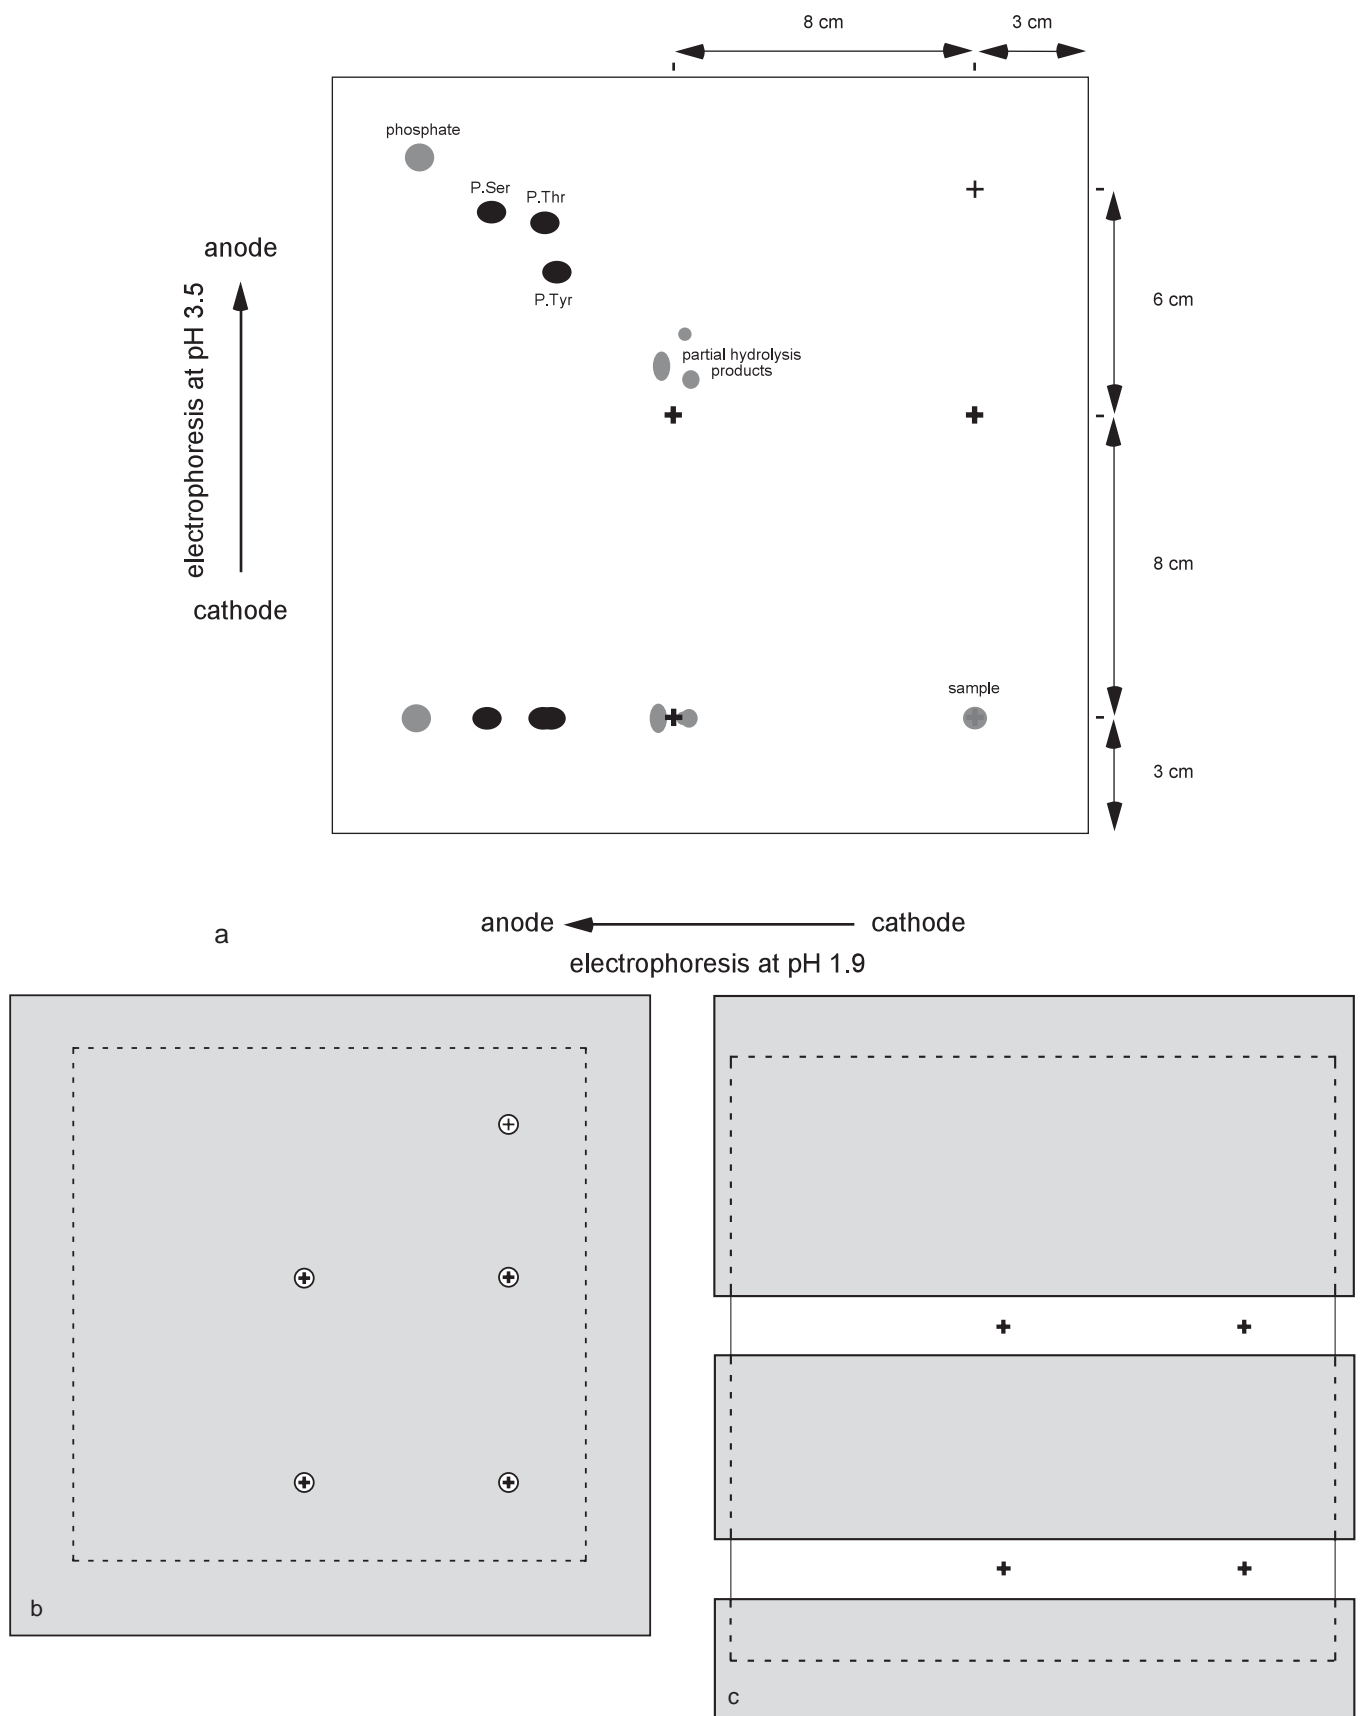 8 cm
3 cm
phosphate
P.Ser
P.Thr
anode
P.Tyr
6 cm
electrophoresis at pH 3.5
partial hydrolysis
products
cathode
8 cm
sample
3 cm
a
anode
cathode
electrophoresis at pH 1.9
b
c